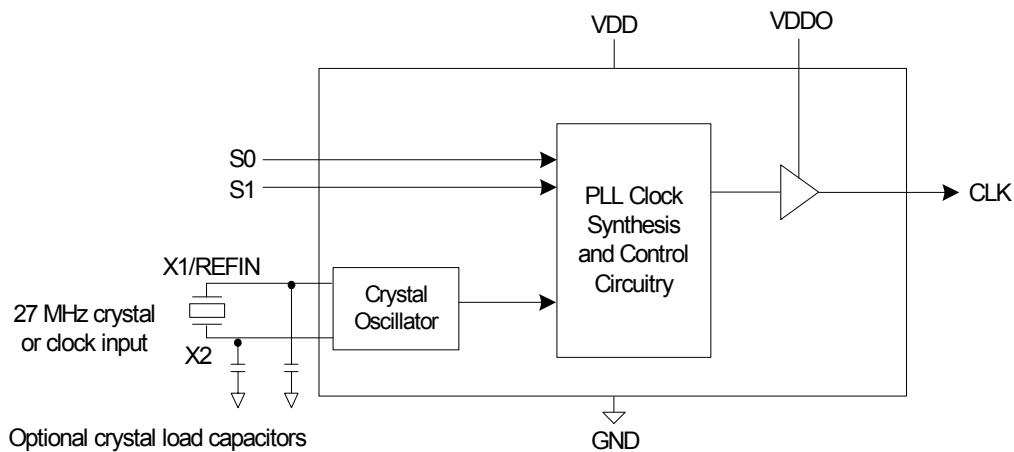 VDD
VDDO
S0
S1
PLL Clock
Synthesis
and Control
Circuitry
CLK
X1/REFIN
Crystal
Oscillator
27 MHz crystal
or clock input
X2
Optional crystal load capacitors
GND